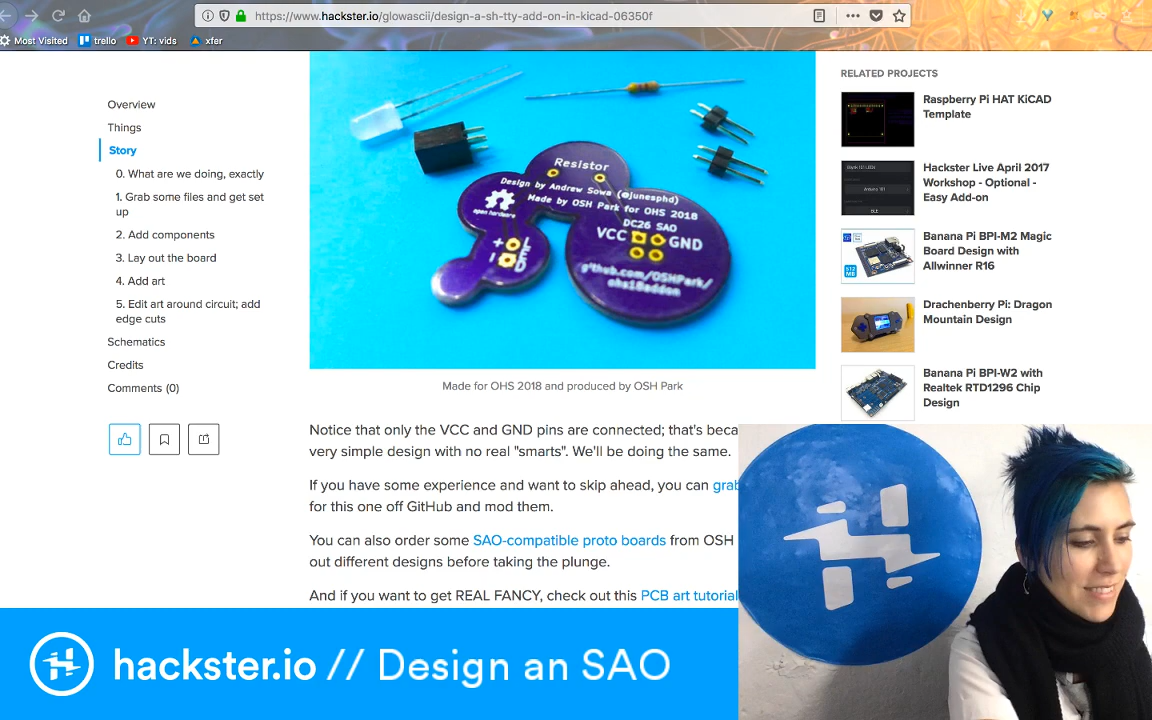 https://www.hackster.io/glowascii/design-a-sh-tty-add-on-in-kicad-06350f
Most Visited
trello
YT: vids
xfer
Overview
Things
Story
0. What are we doing, exactly
1. Grab some files and get set
up
2. Add components
3. Lay out the board
4. Add art
5. Edit art around circuit; add
edge cuts
Schematics
Credits
Comments (0)
Resistor
Design by Andrew Sowa (@junesphd)
Made by OSH Park for OHS 2018
open hardware
DC26 SAO
VCC
GND
+
-
LED
github.com/OSHPark/
ohs18addon
Made for OHS 2018 and produced by OSH Park
Notice that only the VCC and GND pins are connected; that's beca
very simple design with no real "smarts". We'll be doing the same.
If you have some experience and want to skip ahead, you can grab
for this one off GitHub and mod them.
You can also order some SAO-compatible proto boards from OSH
out different designs before taking the plunge.
And if you want to get REAL FANCY, check out this PCB art tutorial
RELATED PROJECTS
Raspberry Pi HAT KiCAD
Template
Hackster Live April 2017
Workshop - Optional -
Easy Add-on
Banana Pi BPI-M2 Magic
Board Design with
Allwinner R16
Drachenberry Pi: Dragon
Mountain Design
Banana Pi BPI-W2 with
Realtek RTD1296 Chip
Design
hackster.io // Design an SAO